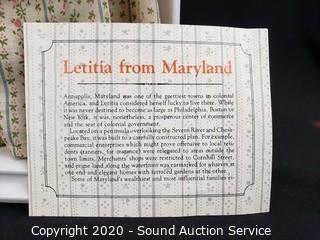 Letitia from Maryland
Annapolis, Maryland was one of the prettiest towns in colonial
America, and Letitia considered herself lucky to live there. While
it was never destined to become as large as Philadelphia, Boston or
New York, it was, nonetheless, a prosperous center of commerce
and the seat of colonial government.
Located on a peninsula overlooking the Severn River and Chesa-
peake Bay, it was built to a carefully constructed plan. For example,
commercial enterprises which might prove offensive to local resi-
dents (tanners, for instance) were relegated to areas outside the
town limits. Merchants' shops were restricted to Cornhill Street,
and prime land along the waterfront was earmarked for wharves at
one end and elegant homes with terraced gardens at the other.
Some of Maryland's wealthiest and most influential families
Copyright 2020 - Sound Auction Service